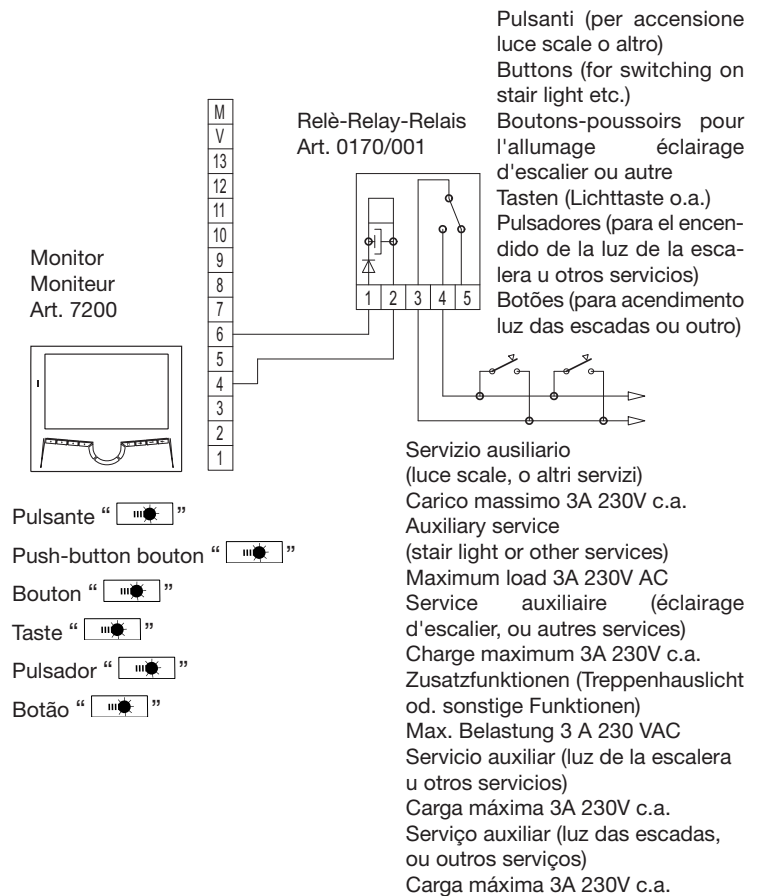 Pulsanti (per accensione
luce scale o altro)
Buttons (for switching on
stair light etc.)
Boutons-poussoirs pour
l'allumage éclairage
d'escalier ou autre
Tasten (Lichttaste o.a.)
Pulsadores (para el encen-
dido de la luz de la esca-
lera u otros servicios)
Botões (para acendimento
luz das escadas ou outro)
Relè-Relay-Relais
Art. 0170/001
1 2 3 4 5
M
V
13
12
11
10
9
8
7
6
5
4
3
2
1
Monitor
Moniteur
Art. 7200
Pulsante “ ”
Push-button bouton “ ”
Bouton “ ”
Taste “ ”
Pulsador “ ”
Botão “ ”
Servizio ausiliario
(luce scale, o altri servizi)
Carico massimo 3A 230V c.a.
Auxiliary service
(stair light or other services)
Maximum load 3A 230V AC
Service auxiliaire (éclairage
d'escalier, ou autres services)
Charge maximum 3A 230V c.a.
Zusatzfunktionen (Treppenhauslicht
od. sonstige Funktionen)
Max. Belastung 3 A 230 VAC
Servicio auxiliar (luz de la escalera
u otros servicios)
Carga máxima 3A 230V c.a.
Serviço auxiliar (luz das escadas,
ou outros serviços)
Carga máxima 3A 230V c.a.